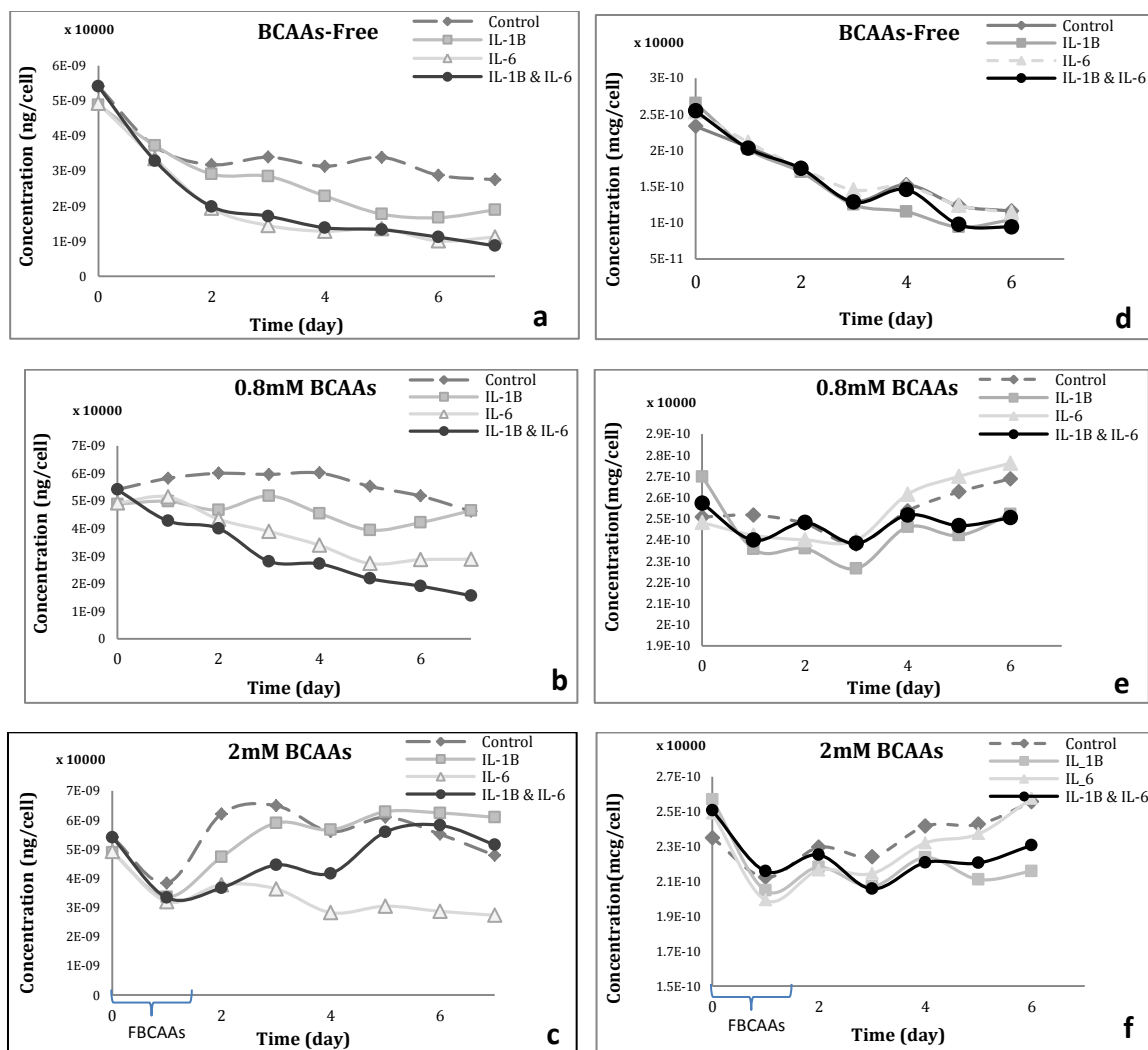 BCAAs-Free
x 10000
Control
IL-1B
IL-6
IL-1B & IL-6
6E-09
5E-09
4E-09
3E-09
2E-09
1E-09
0
Concentration (ng/cell)
0 2 4 6
Time (day)
a
BCAAs-Free
x 10000
Control
IL-1B
IL-6
IL-1B & IL-6
3E-10
2.5E-10
2E-10
1.5E-10
1E-10
5E-11
Concentration (mcg/cell)
0 2 4 6
Time (day)
d
0.8mM BCAAs
x 10000
Control
IL-1B
IL-6
IL-1B & IL-6
7E-09
6E-09
5E-09
4E-09
3E-09
2E-09
1E-09
0
Concentration (ng/cell)
0 2 4 6
Time (day)
b
0.8mM BCAAs
x 10000
Control
IL-1B
IL-6
IL-1B & IL-6
2.9E-10
2.8E-10
2.7E-10
2.6E-10
2.5E-10
2.4E-10
2.3E-10
2.2E-10
2.1E-10
2E-10
1.9E-10
Concentration(mcg/cell)
0 2 4 6
Time (day)
e
2mM BCAAs
x 10000
Control
IL-1B
IL-6
IL-1B & IL-6
7E-09
6E-09
5E-09
4E-09
3E-09
2E-09
1E-09
0
Concentration (ng/cell)
0 2 4 6
FBCAAs
Time (day)
c
2mM BCAAs
x 10000
Control
IL_1B
IL_6
IL-1B & IL-6
2.7E-10
2.5E-10
2.3E-10
2.1E-10
1.9E-10
1.7E-10
1.5E-10
Concentration(mcg/cell)
0 2 4 6
FBCAAs
Time (day)
f